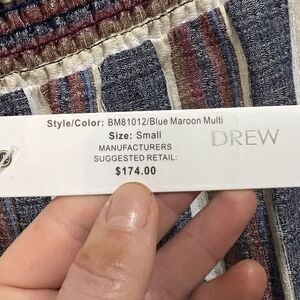 Style/Color: BM81012/Blue Maroon Multi
Size: Small
DREW
MANUFACTURERS
SUGGESTED RETAIL:
$174.00